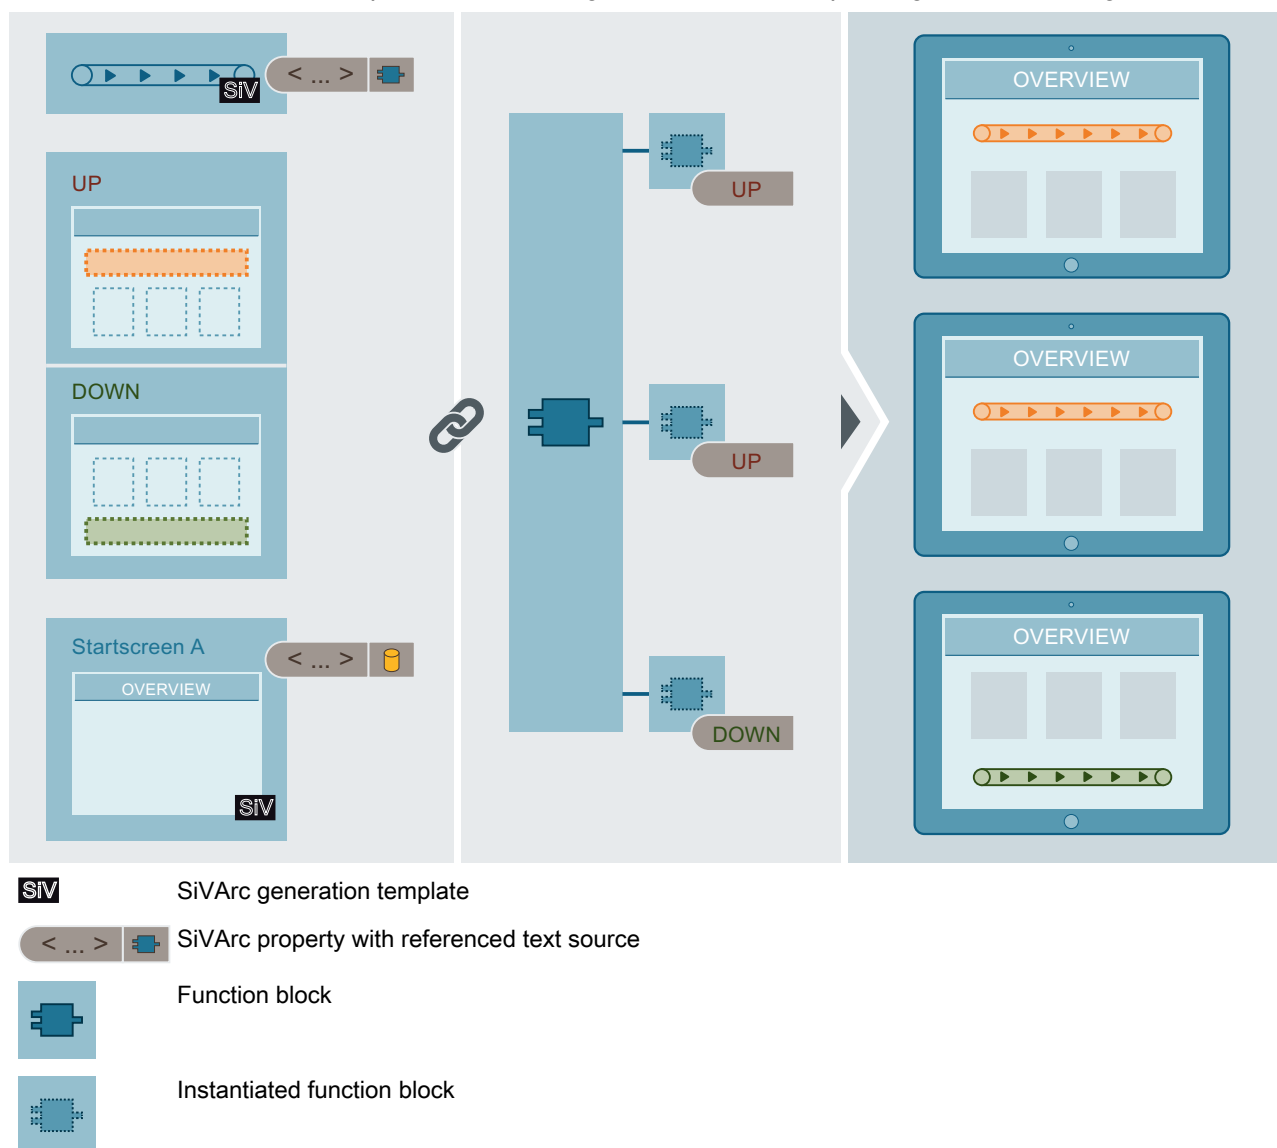 SiV
< ... >
UP
DOWN
Startscreen A
< ... >
OVERVIEW
SiV
UP
UP
DOWN
OVERVIEW
OVERVIEW
OVERVIEW
SiV SiVArc generation template
< ... > SiVArc property with referenced text source
Function block
Instantiated function block